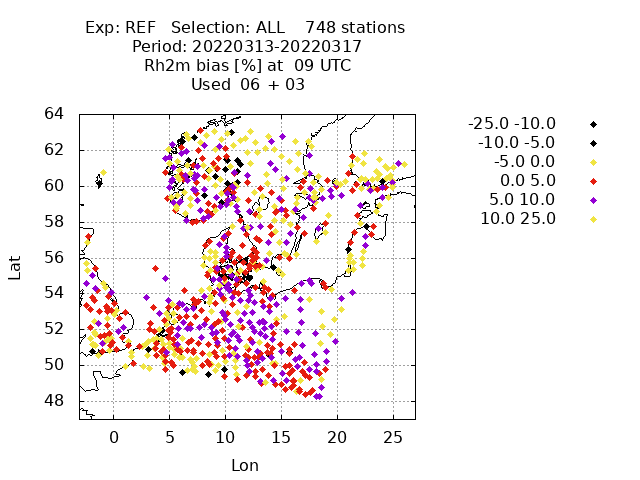 Exp: REF Selection: ALL 748 stations
Period: 20220313-20220317
Rh2m bias [%] at 09 UTC
Used 06 + 03
64
62
60
58
56
54
52
50
48
Lat
0 5 10 15 20 25
Lon
-25.0 -10.0
-10.0 -5.0
-5.0 0.0
0.0 5.0
5.0 10.0
10.0 25.0